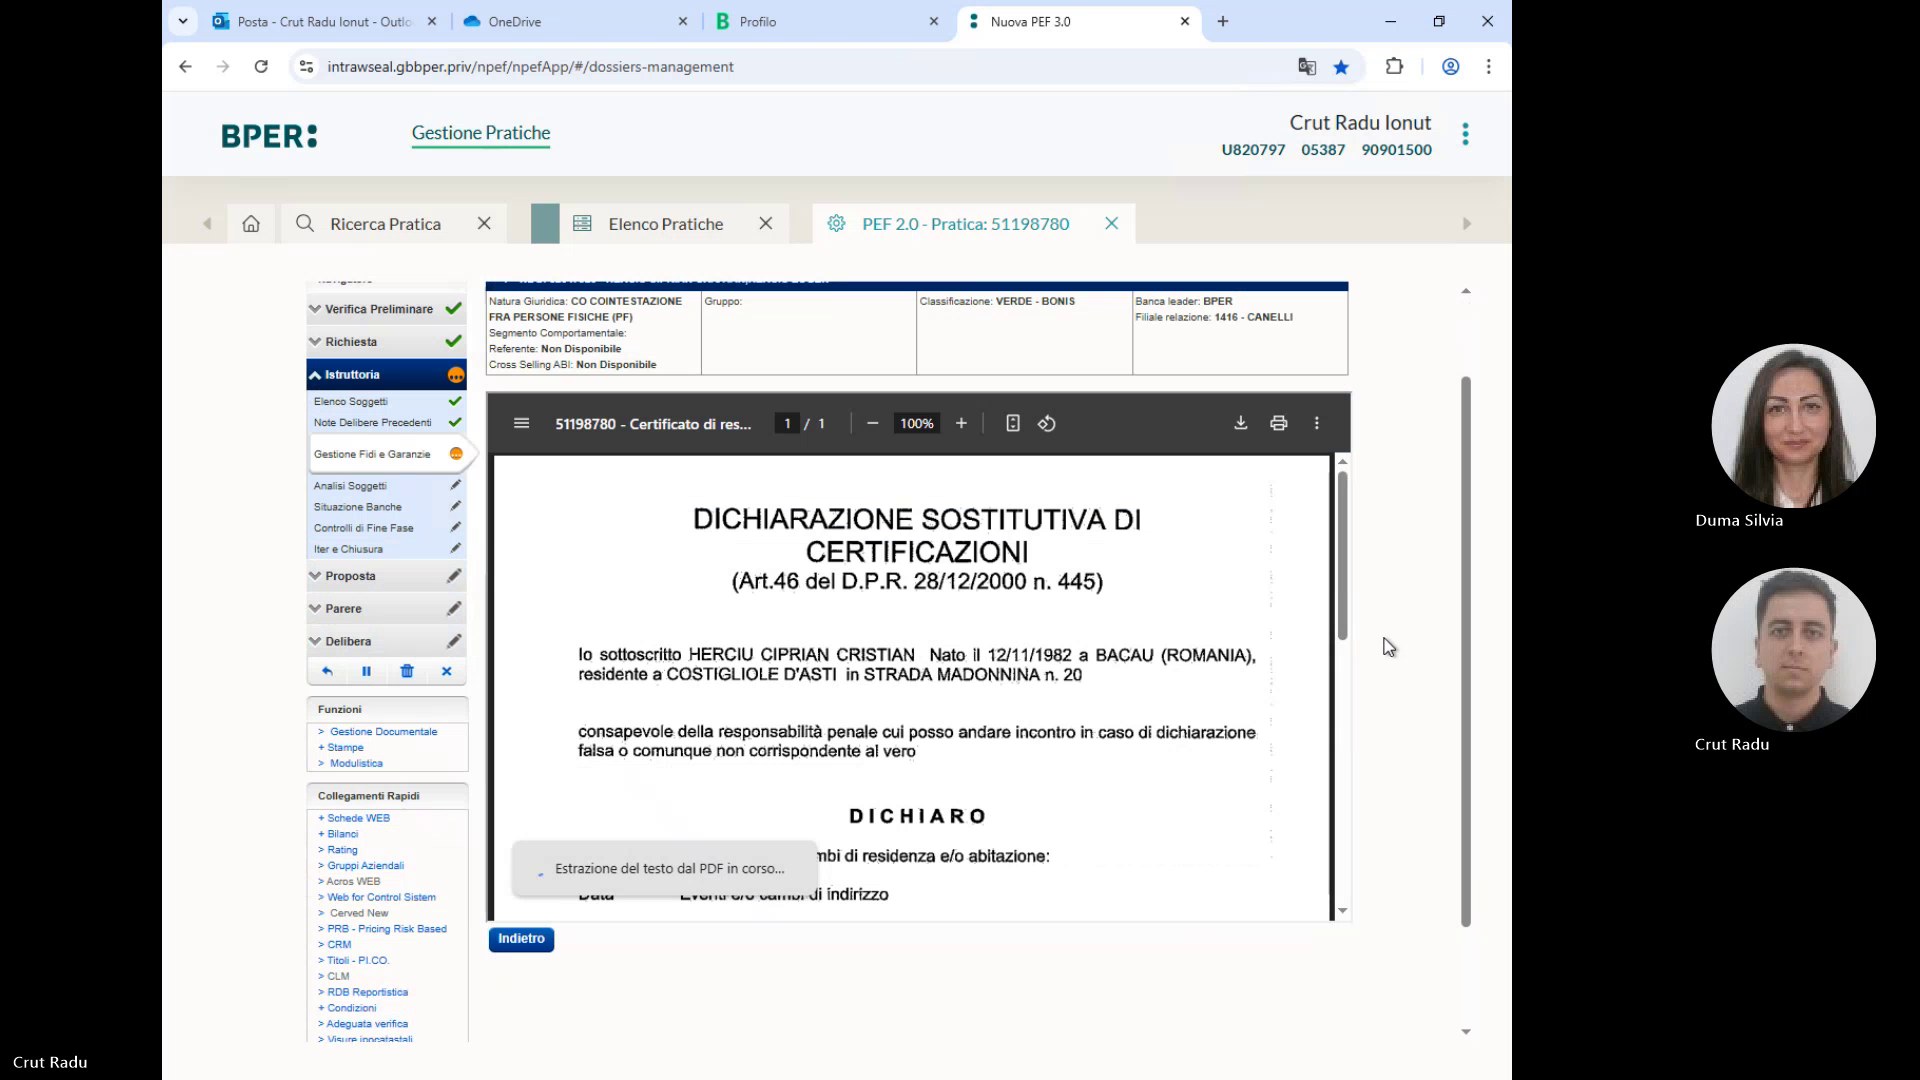 Posta - Crut Radu Ionut - Outlo
OneDrive
Profilo
Nuova PEF 3.0
intrawseal.gbbper.priv/npef/npefApp/#/dossiers-management
BPER:
Gestione Pratiche
Crut Radu Ionut
U820797 05387 90901500
Ricerca Pratica
Elenco Pratiche
PEF 2.0 - Pratica: 51198780
Verifica Preliminare
Richiesta
Istruttoria
Elenco Soggetti
Note Delibere Precedenti
Gestione Fidi e Garanzie
Analisi Soggetti
Situazione Banche
Controlli di Fine Fase
Iter e Chiusura
Proposta
Parere
Delibera
Funzioni
> Gestione Documentale
+ Stampe
> Modulistica
Collegamenti Rapidi
+ Schede WEB
+ Bilanci
> Rating
> Gruppi Aziendali
> Acros WEB
> Web for Control Sistem
> Cerved New
> PRB - Pricing Risk Based
> CRM
> Titoli - PI.CO.
> CLM
> RDB Reportistica
+ Condizioni
> Adeguata verifica
> Visure ipocatastali
Natura Giuridica: CO COINTESTAZIONE
FRA PERSONE FISICHE (PF)
Segmento Comportamentale:
Referente: Non Disponibile
Cross Selling ABI: Non Disponibile
Gruppo:
Classificazione: VERDE - BONIS
Banca leader: BPER
Filiale relazione: 1416 - CANELLI
51198780 - Certificato di res...
1 / 1
100%
DICHIARAZIONE SOSTITUTIVA DI
CERTIFICAZIONI
(Art.46 del D.P.R. 28/12/2000 n. 445)
Io sottoscritto HERCIU CIPRIAN CRISTIAN Nato il 12/11/1982 a BACAU (ROMANIA),
residente a COSTIGLIOLE D'ASTI in STRADA MADONNINA n. 20
consapevole della responsabilità penale cui posso andare incontro in caso di dichiarazione
falsa o comunque non corrispondente al vero
DICHIARO
mbi di residenza e/o abitazione:
Data Eventi e/o cambi di indirizzo
Estrazione del testo dal PDF in corso...
Indietro
Duma Silvia
Crut Radu
Crut Radu